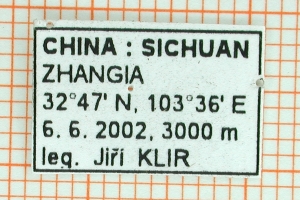 CHINA : SICHUAN
ZHANGIA
32°47' N, 103°36' E
6. 6. 2002, 3000 m
leg. Jiří KLIR